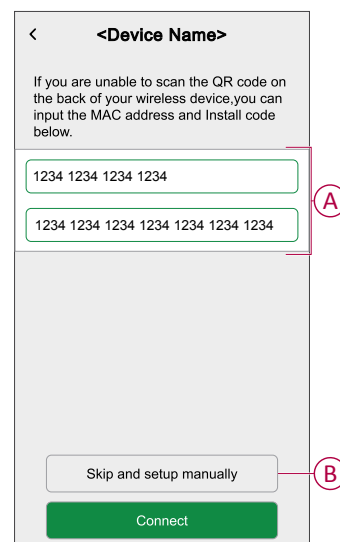 <
<Device Name>
If you are unable to scan the QR code on
the back of your wireless device,you can
input the MAC address and Install code
below.
1234 1234 1234 1234
A
1234 1234 1234 1234 1234 1234 1234
Skip and setup manually
B
Connect